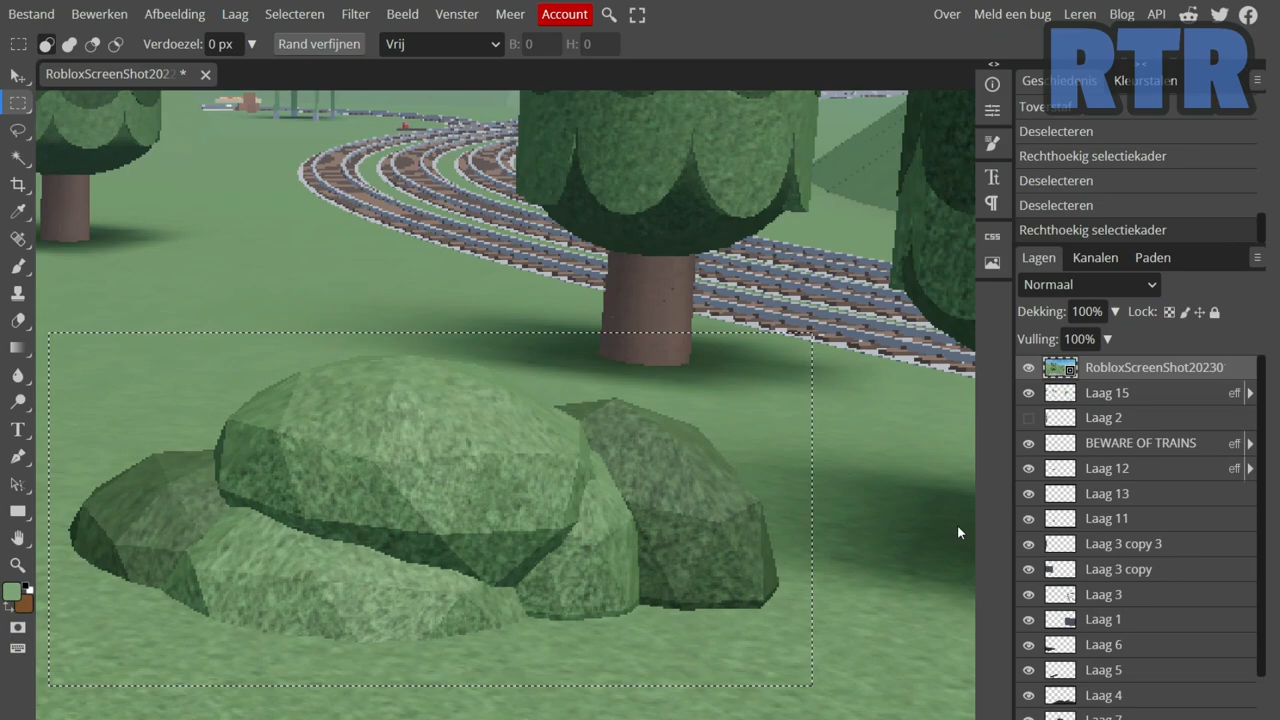 Bestand Bewerken Afbeelding Laag Selecteren Filter Beeld Venster Meer Account Over Meld een bug Leren Blog API
Verdoezel: 0 px Rand verfijnen Vrij B: 0 H: 0
RTR
RobloxScreenShot202 *
Geschiedenis Kleurstalen
Toverstaf
Deselecteren
Rechthoekig selectiekader
Deselecteren
Deselecteren
Rechthoekig selectiekader
CSS
Lagen Kanalen Paden
Normaal
Dekking: 100% Lock:
Vulling: 100%
RobloxScreenShot20230
Laag 15 eff
Laag 2
BEWARE OF TRAINS eff
Laag 12 eff
Laag 13
Laag 11
Laag 3 copy 3
Laag 3 copy
Laag 3
Laag 1
Laag 6
Laag 5
Laag 4